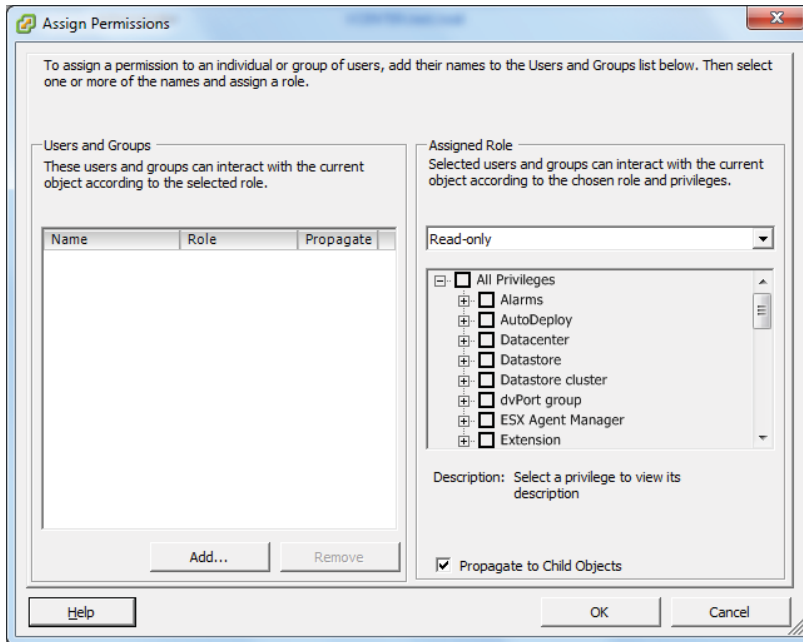 Assign Permissions
To assign a permission to an individual or group of users, add their names to the Users and Groups list below. Then select
one or more of the names and assign a role.
Users and Groups
These users and groups can interact with the current
object according to the selected role.
Name Role Propagate
Add... Remove
Assigned Role
Selected users and groups can interact with the current
object according to the chosen role and privileges.
Read-only
All Privileges
Alarms
AutoDeploy
Datacenter
Datastore
Datastore cluster
dvPort group
ESX Agent Manager
Extension
Description: Select a privilege to view its
description
Propagate to Child Objects
Help OK Cancel